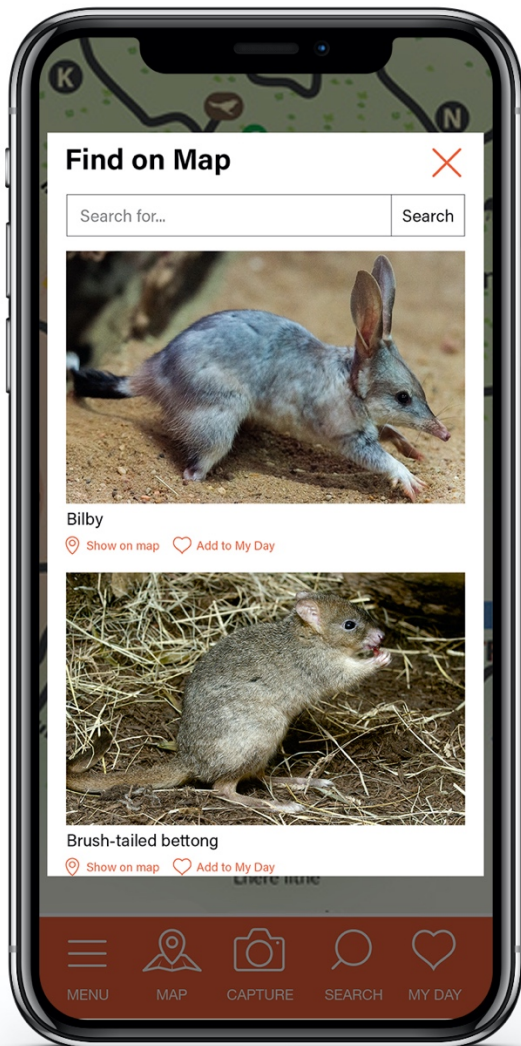 K
N
Find on Map
Search for... Search
Bilby
Show on map Add to My Day
Brush-tailed bettong
Show on map Add to My Day
MENU MAP CAPTURE SEARCH MY DAY